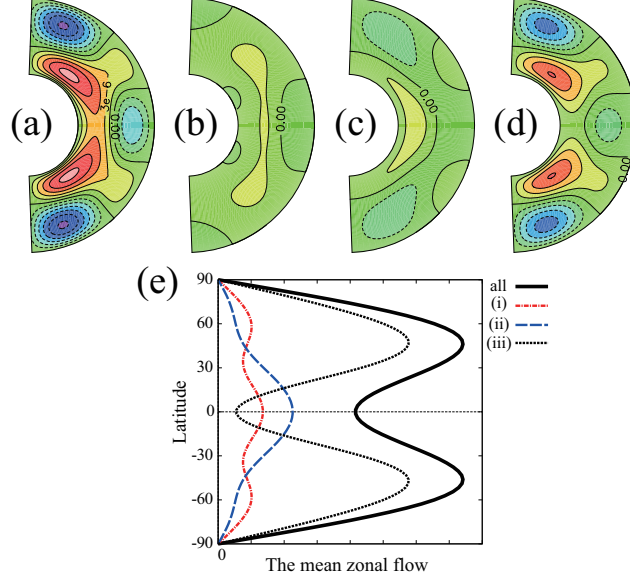 (a)
3e-6
0.00
(b)
0.00
(c)
0.00
(d)
0.00
(e)
90
60
30
0
-30
-60
-90
Latitude
0
The mean zonal flow
all
(i)
(ii)
(iii)